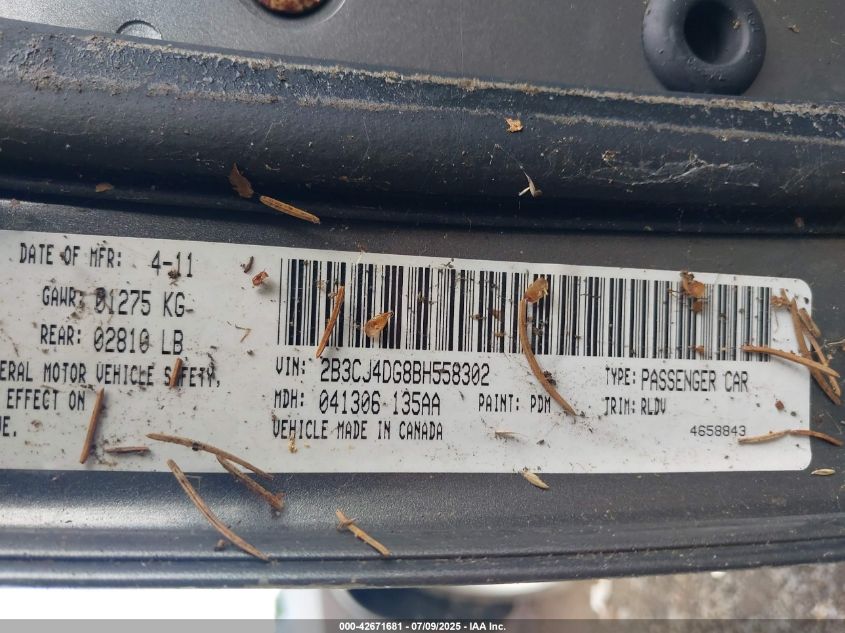 DATE OF MFR: 4-11
GAWR: 01275 KG
REAR: 02810 LB
ERAL MOTOR VEHICLE SAFETY,
EFFECT ON
E.
VIN: 2B3CJ4DG8BH558302
TYPE: PASSENGER CAR
MDH: 041306 135AA
PAINT: PDM
TRIM: RLDV
VEHICLE MADE IN CANADA
4658843
000-42671681 | 07/09/2025 - IAA Inc.